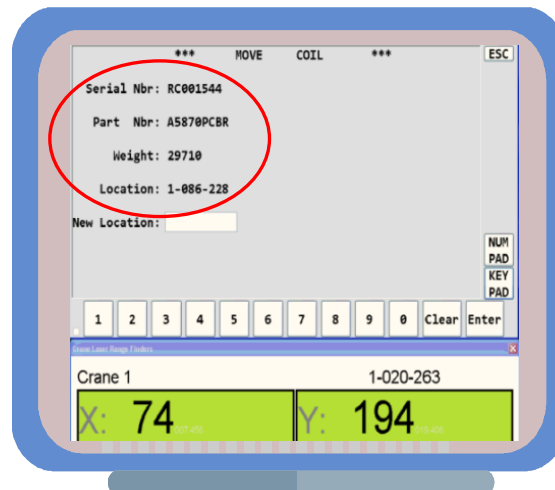 *** MOVE COIL *** ESC
Serial Nbr: RC001544
Part Nbr: A5870PCBR
Weight: 29710
Location: 1-086-228
New Location:
NUM
PAD
KEY
PAD
1 2 3 4 5 6 7 8 9 0 Clear Enter
Crane Laser Range Finders
Crane 1 1-020-263
X: 74 Y: 194